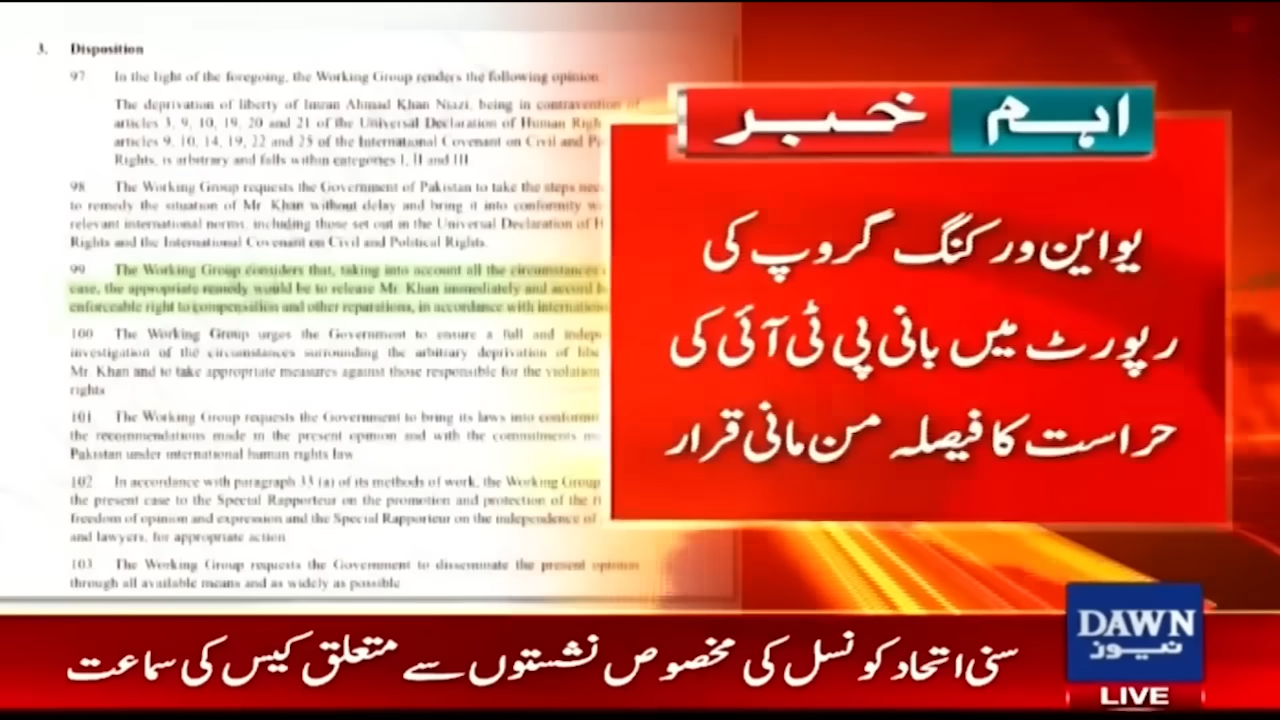 3. Disposition
97 In the light of the foregoing, the Working Group renders the following opinion
The deprivation of liberty of Imran Ahmad Khan Niazi, being in contravention of
articles 3, 9, 10, 19, 20 and 21 of the Universal Declaration of Human Righ
articles 9, 10, 14, 19, 22 and 25 of the International Covenant on Civil and Po
Rights, is arbitrary and falls within categories I, II and III
98 The Working Group requests the Government of Pakistan to take the steps nec
to remedy the situation of Mr. Khan without delay and bring it into conformity w
relevant international norms, including those set out in the Universal Declaration of H
Rights and the International Covenant on Civil and Political Rights.
99 The Working Group considers that, taking into account all the circumstances
case, the appropriate remedy would be to release Mr. Khan immediately and accord h
enforceable right to compensation and other reparations, in accordance with internation
100 The Working Group urges the Government to ensure a full and indep
investigation of the circumstances surrounding the arbitrary deprivation of libe
Mr Khan and to take appropriate measures against those responsible for the violation
rights
101 The Working Group requests the Government to bring its laws into conformi
the recommendations made in the present opinion and with the commitments m
Pakistan under international human rights law
102 In accordance with paragraph 33 (a) of its methods of work, the Working Group
the present case to the Special Rapporteur on the promotion and protection of the ri
freedom of opinion and expression and the Special Rapporteur on the independence of
and lawyers, for appropriate action
103 The Working Group requests the Government to disseminate the present opinion
through all available means and as widely as possible
اہم خبر
یو این ورکنگ گروپ کی
رپورٹ میں بانی پی ٹی آئی کی
حراست کا فیصلہ من مانی قرار
سنی اتحاد کونسل کی مخصوص نشستوں سے متعلق کیس کی سماعت
DAWN
نیوز
LIVE